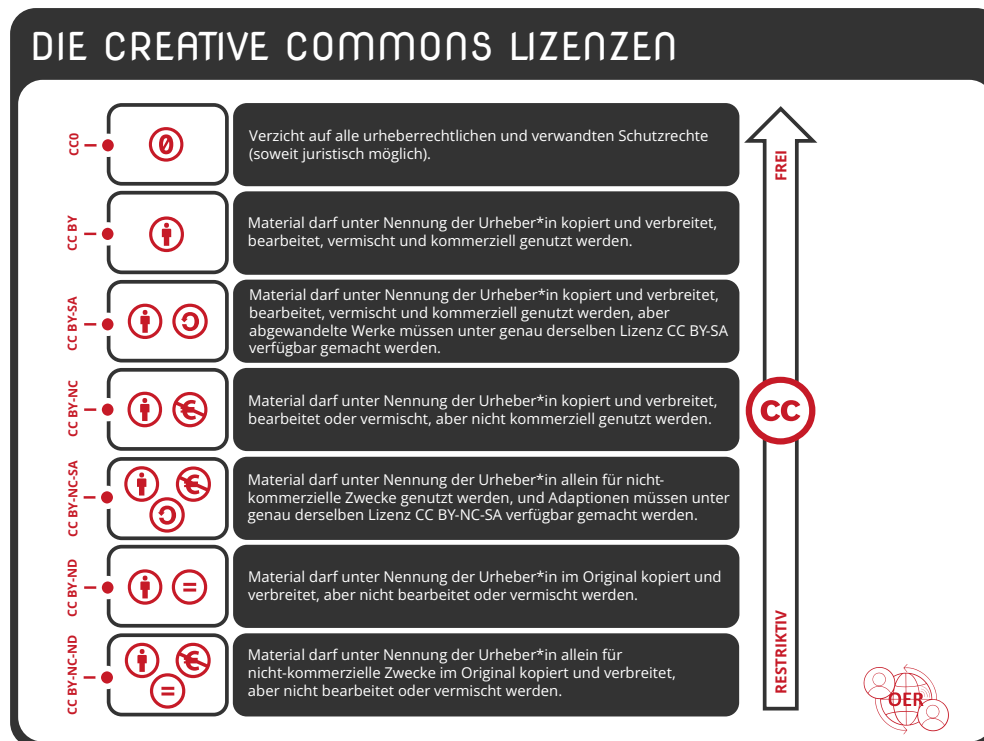 DIE CREATIVE COMMONS LIZENZEN
CC0
0
Verzicht auf alle urheberrechtlichen und verwandten Schutzrechte
(soweit juristisch möglich).
CC BY
Material darf unter Nennung der Urheber*in kopiert und verbreitet,
bearbeitet, vermischt und kommerziell genutzt werden.
CC BY-SA
Material darf unter Nennung der Urheber*in kopiert und verbreitet,
bearbeitet, vermischt und kommerziell genutzt werden, aber
abgewandelte Werke müssen unter genau derselben Lizenz CC BY-SA
verfügbar gemacht werden.
CC BY-NC
€
Material darf unter Nennung der Urheber*in kopiert und verbreitet,
bearbeitet oder vermischt, aber nicht kommerziell genutzt werden.
CC BY-NC-SA
€
Material darf unter Nennung der Urheber*in allein für nicht-
kommerzielle Zwecke genutzt werden, und Adaptionen müssen unter
genau derselben Lizenz CC BY-NC-SA verfügbar gemacht werden.
CC BY-ND
=
Material darf unter Nennung der Urheber*in im Original kopiert und
verbreitet, aber nicht bearbeitet oder vermischt werden.
CC BY-NC-ND
€
=
Material darf unter Nennung der Urheber*in allein für
nicht-kommerzielle Zwecke im Original kopiert und verbreitet,
aber nicht bearbeitet oder vermischt werden.
FREI
CC
RESTRIKTIV
OER